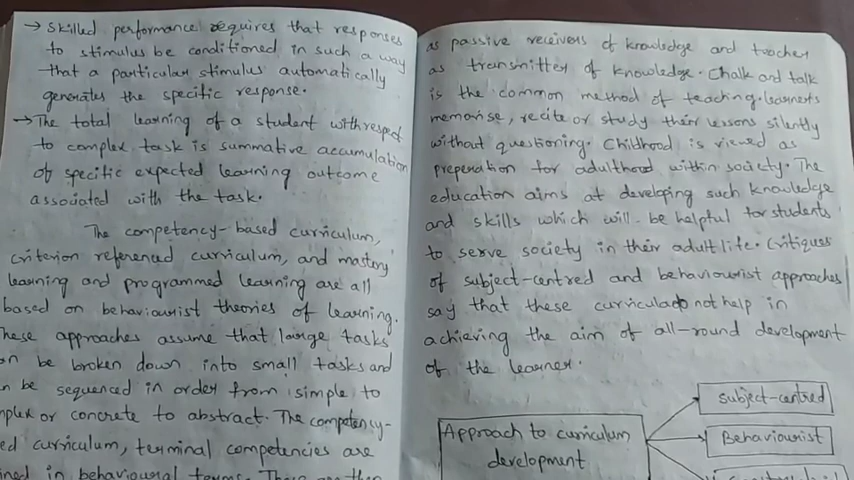 → Skilled performance requires that responses
to stimulus be conditioned in such a way
that a particular stimulus automatically
generates the specific response.
→ The total learning of a student with respect
to complex task is summative accumulation
of specific expected learning outcome
associated with the task.
The competency-based curriculum,
criterion referenced curriculum, and mastery
learning and programmed learning are all
based on behaviourist theories of learning.
these approaches assume that large tasks
be broken down into small tasks and
be sequenced in order from simple to
or concrete to abstract. The competency-
curriculum, terminal competencies are
in behavioural terms.
as passive receivers of knowledge and teacher
as transmitter of knowledge. Chalk and talk
is the common method of teaching. learners
memorise, recite or study their lessons silently
without questioning. Childhood is viewed as
preperation for adulthood within society. The
education aims at developing such knowledge
and skills which will be helpful for students
to serve society in their adult life. Critiques
of subject-centred and behaviourist approaches
say that these curricula do not help in
achieving the aim of all-round development
of the learner.
Approach to curriculum
development
Subject-centred
Behaviourist